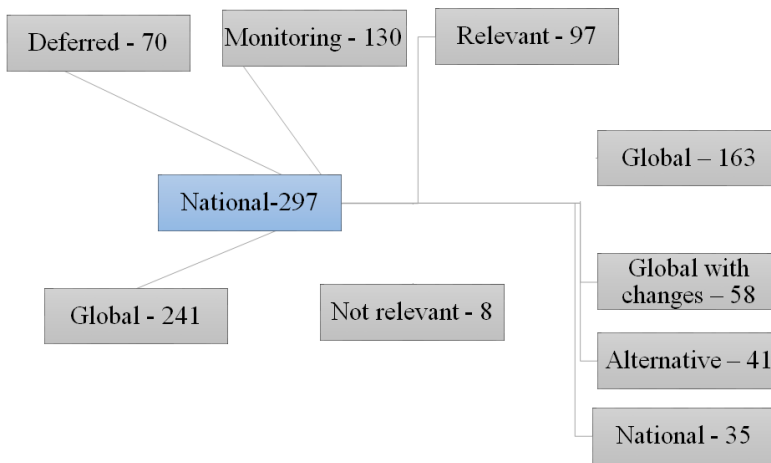 Deferred - 70
Monitoring - 130
Relevant - 97
Global – 163
National-297
Global with
changes – 58
Global - 241
Not relevant - 8
Alternative – 41
National - 35